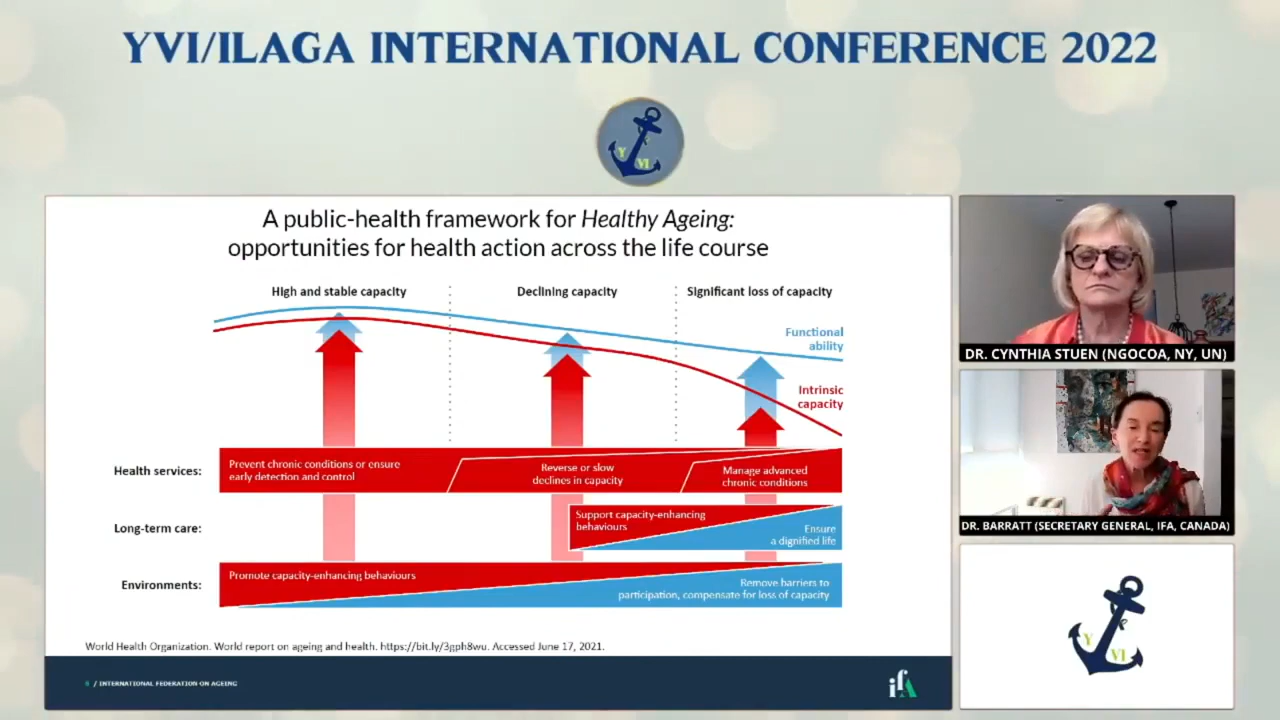 YVI/ILAGA INTERNATIONAL CONFERENCE 2022
Y
VI
A public-health framework for Healthy Ageing:
opportunities for health action across the life course
High and stable capacity
Declining capacity
Significant loss of capacity
Functional
ability
Intrinsic
capacity
Health services:
Prevent chronic conditions or ensure
early detection and control
Reverse or slow
declines in capacity
Manage advanced
chronic conditions
Long-term care:
Support capacity-enhancing
behaviours
Ensure
a dignified life
Environments:
Promote capacity-enhancing behaviours
Remove barriers to
participation, compensate for loss of capacity
World Health Organization. World report on ageing and health. https://bit.ly/3gph8wu. Accessed June 17, 2021.
6 / INTERNATIONAL FEDERATION ON AGEING
ifA
DR. CYNTHIA STUEN (NGOCOA, NY, UN)
DR. BARRATT (SECRETARY GENERAL, IFA, CANADA)
Y
VI